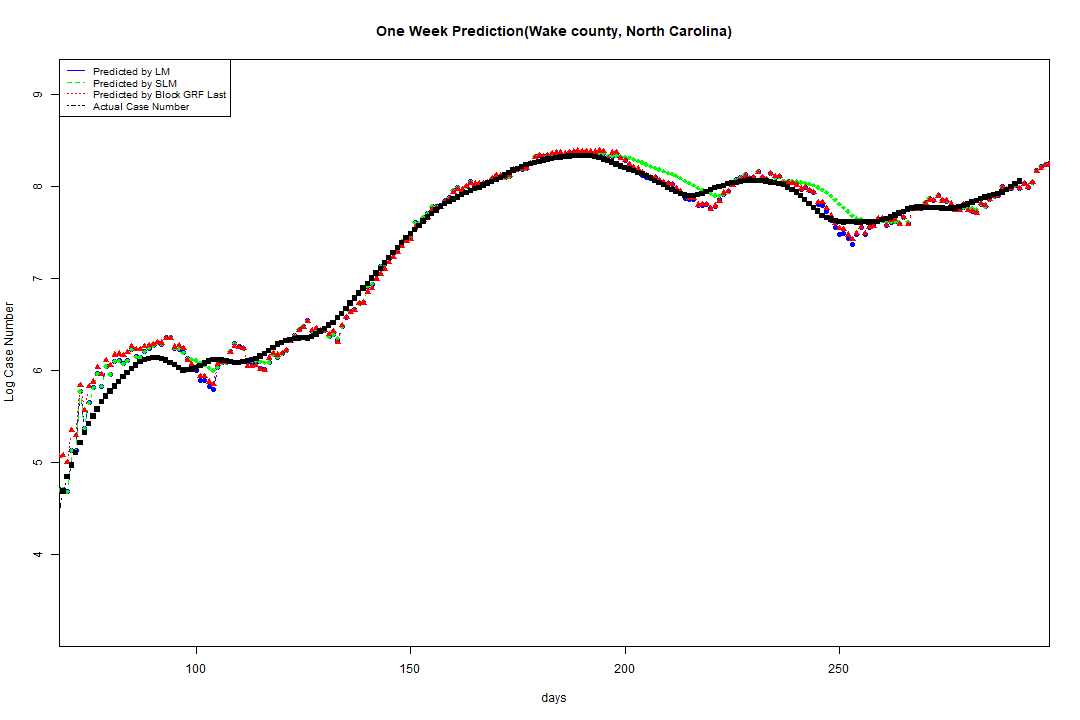 One Week Prediction(Wake county, North Carolina)
Predicted by LM
Predicted by SLM
Predicted by Block GRF Last
Actual Case Number
9
8
7
6
5
4
Log Case Number
100 150 200 250
days